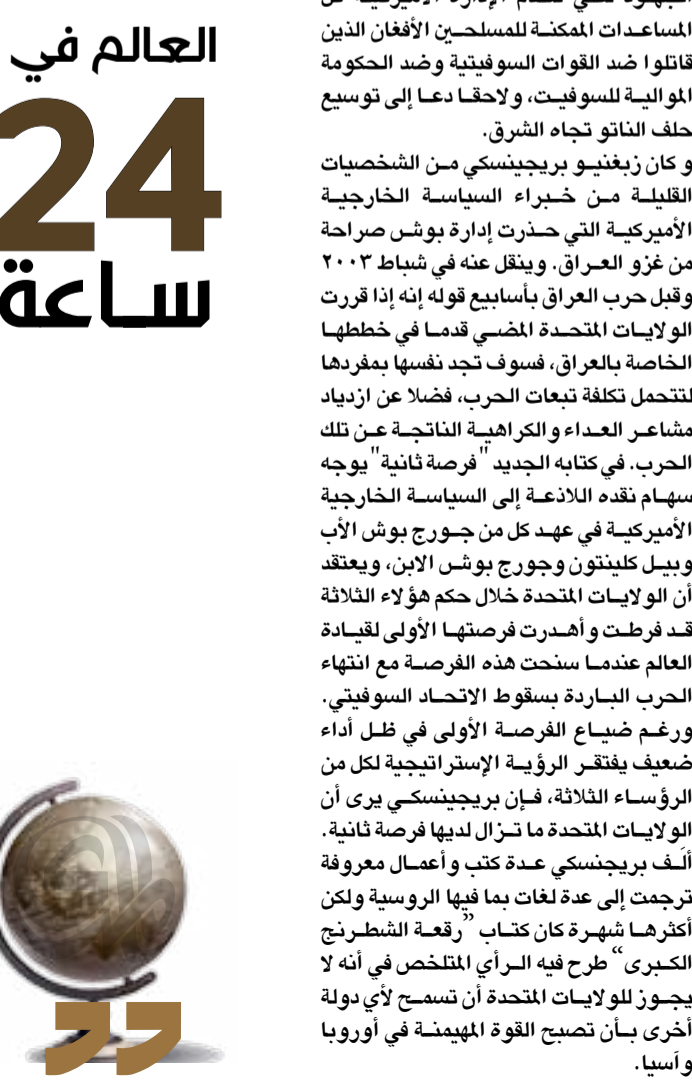 المساعدات الممكنة للمسلحين الأفغان الذين
قاتلوا ضد القوات السوفيتية وضد الحكومة
الموالية للسوفيت، ولاحقا دعا إلى توسيع
حلف الناتو تجاه الشرق.
وكان زبغنيو بريجينسكي من الشخصيات
القليلة من خبراء السياسة الخارجية
الأميركية التي حذرت إدارة بوش صراحة
من غزو العراق. وينقل عنه في شباط ٢٠٠٣
وقبل حرب العراق بأسابيع قوله إنه إذا قررت
الولايات المتحدة المضي قدما في خططها
الخاصة بالعراق، فسوف تجد نفسها بمفردها
لتتحمل تكلفة تبعات الحرب، فضلا عن ازدياد
مشاعر العداء والكراهية الناتجة عن تلك
الحرب. في كتابه الجديد "فرصة ثانية" يوجه
سهام نقده اللاذعة إلى السياسة الخارجية
الأميركية في عهد كل من جورج بوش الأب
وبيل كلينتون وجورج بوش الابن، ويعتقد
أن الولايات المتحدة خلال حكم هؤلاء الثلاثة
قد فرطت وأهدرت فرصتها الأولى لقيادة
العالم عندما سنحت هذه الفرصة مع انتهاء
الحرب الباردة بسقوط الاتحاد السوفيتي.
ورغم ضياع الفرصة الأولى في ظل أداء
ضعيف يفتقر الرؤية الإستراتيجية لكل من
الرؤساء الثلاثة، فإن بريجينسكي يرى أن
الولايات المتحدة ما تزال لديها فرصة ثانية.
ألَف بريجنسكي عدة كتب وأعمال معروفة
ترجمت إلى عدة لغات بما فيها الروسية ولكن
أكثرها شهرة كان كتاب ”رقعة الشطرنج
الكبرى“ طرح فيه الرأي المتلخص في أنه لا
يجوز للولايات المتحدة أن تسمح لأي دولة
أخرى بأن تصبح القوة المهيمنة في أوروبا
وآسيا.
العالم في
24
ساعة